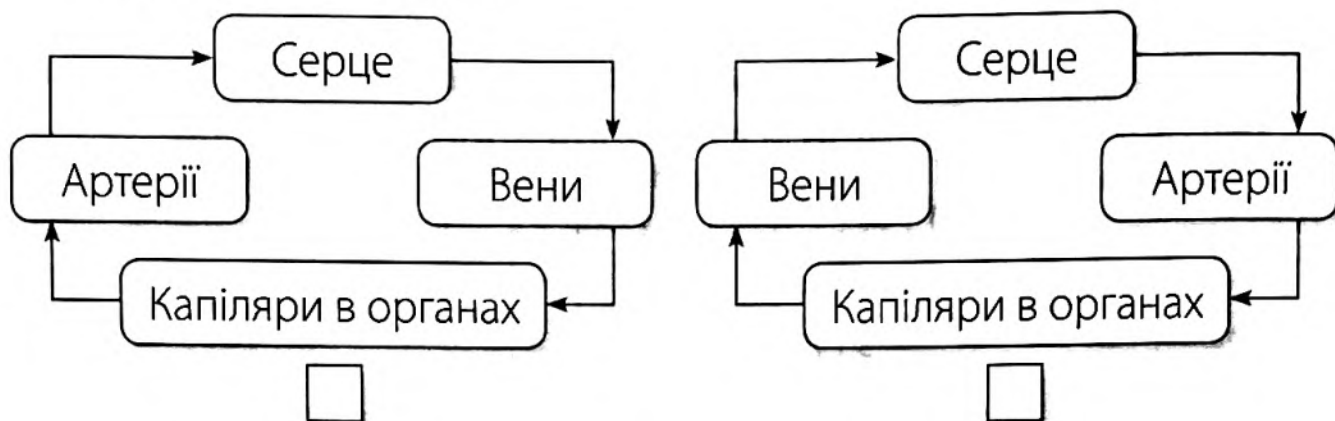 Серце
Артерії
Вени
Капіляри в органах
Серце
Вени
Артерії
Капіляри в органах